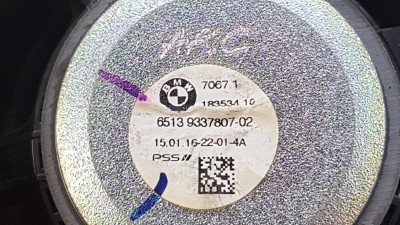 BMW
7067.1
183534 10
6513 9337807-02
15.01.16-22-01-4A
PSS